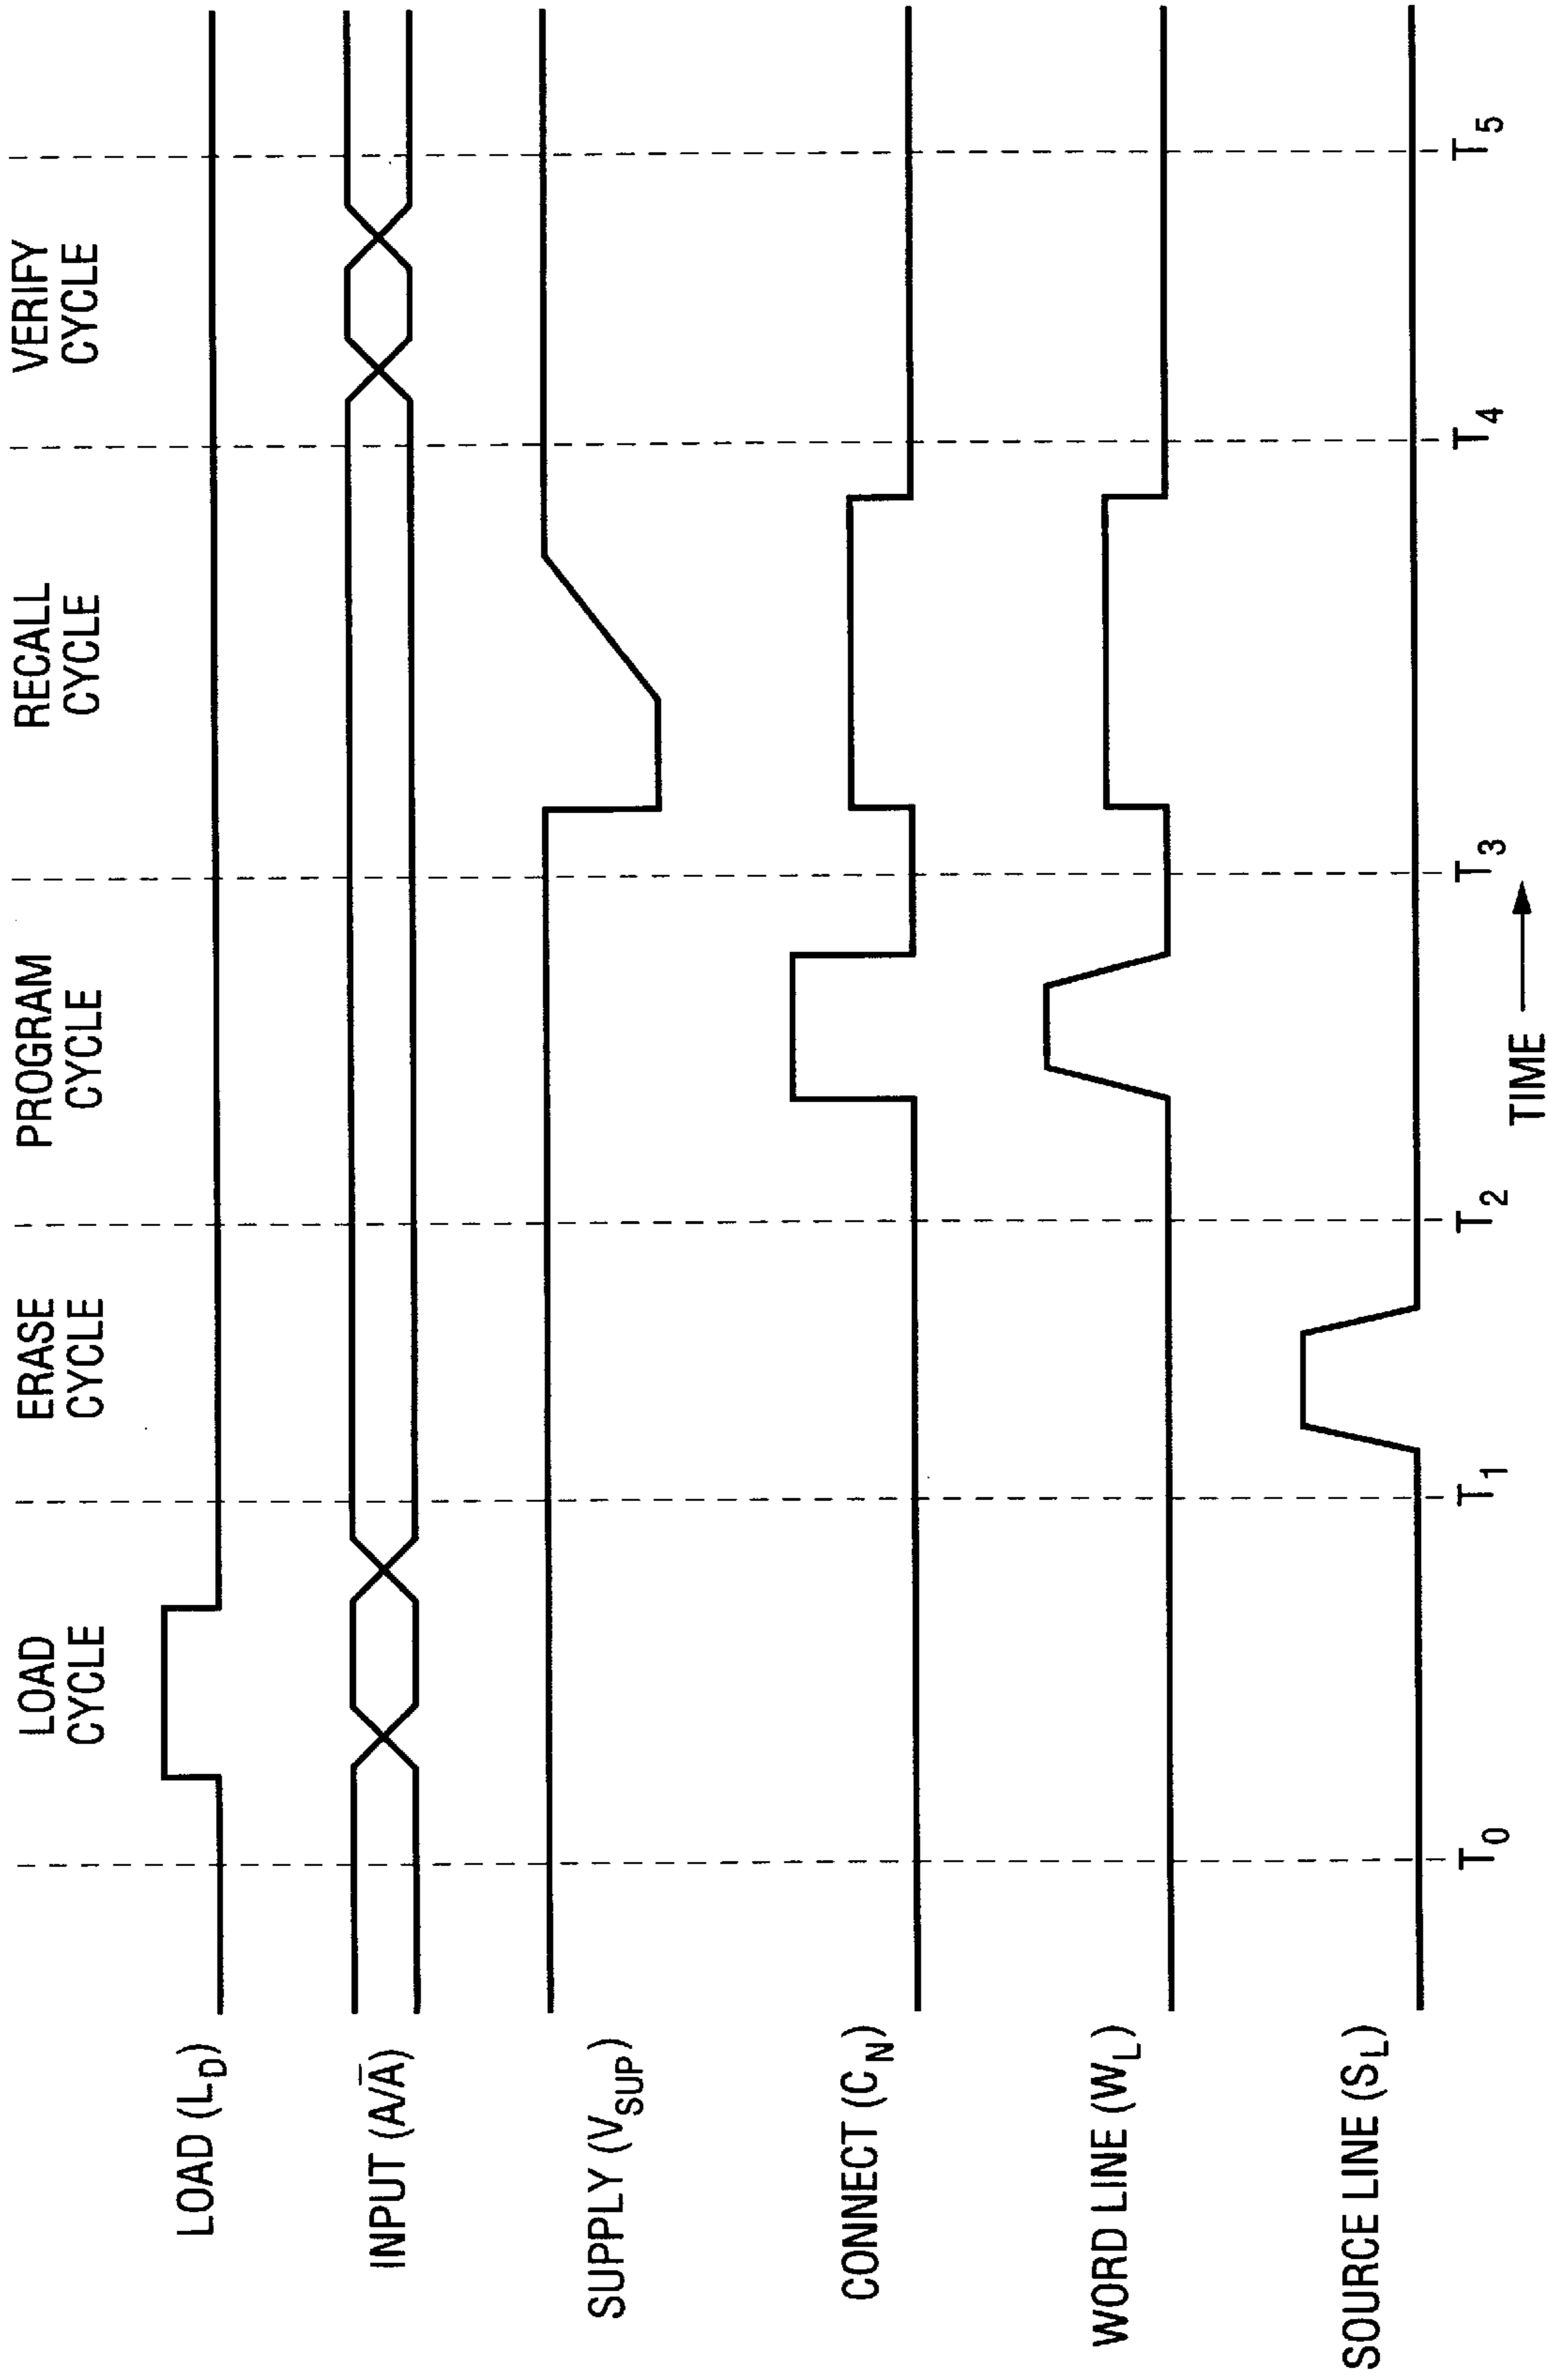 LOAD
CYCLE
ERASE
CYCLE
PROGRAM
CYCLE
RECALL
CYCLE
VERIFY
CYCLE
LOAD (L_D)
INPUT (A/A̅)
SUPPLY (V_SUP)
CONNECT (C_N)
WORD LINE (W_L)
SOURCE LINE (S_L)
T_0
T_1
T_2
T_3
T_4
T_5
TIME